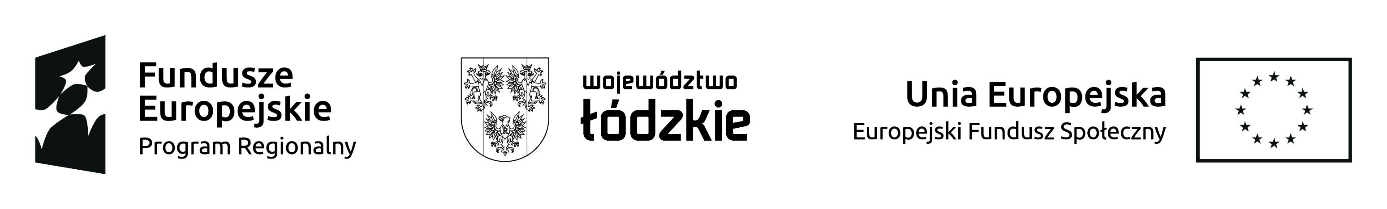 Fundusze
Europejskie
Program Regionalny
województwo
łódzkie
Unia Europejska
Europejski Fundusz Społeczny